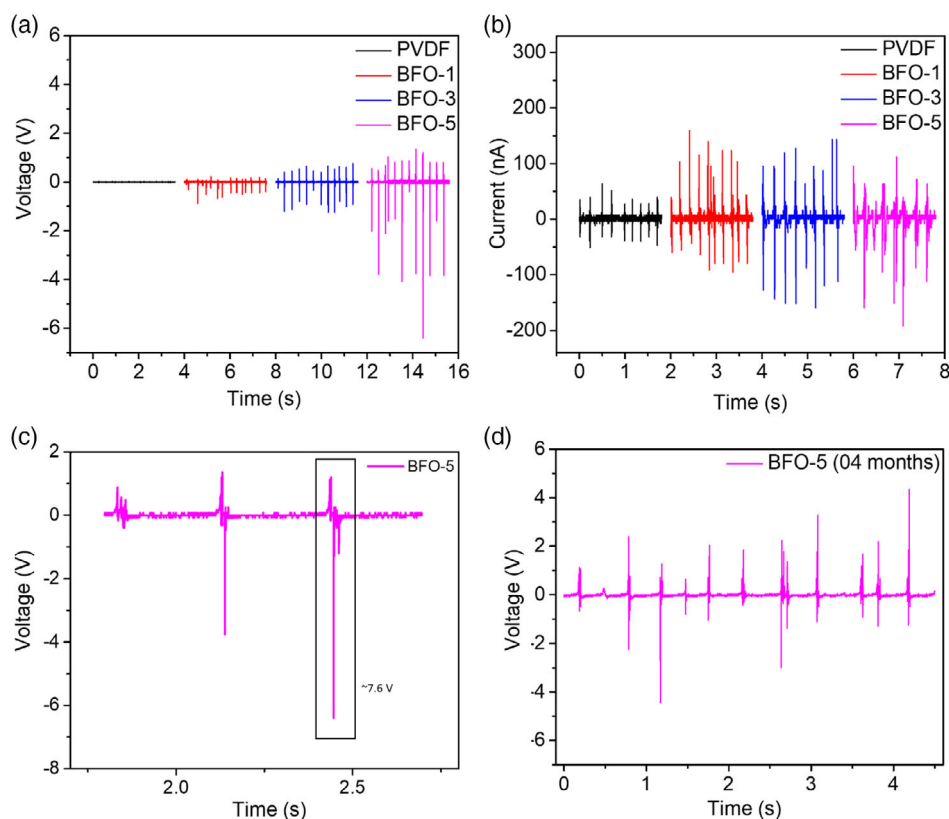 (a)
PVDF
BFO-1
BFO-3
BFO-5
6
4
2
0
-2
-4
-6
Voltage (V)
0 2 4 6 8 10 12 14 16
Time (s)
(b)
PVDF
BFO-1
BFO-3
BFO-5
300
200
100
0
-100
-200
Current (nA)
0 1 2 3 4 5 6 7 8
Time (s)
(c)
BFO-5
2
0
-2
-4
-6
-8
Voltage (V)
~7.6 V
2.0 2.5
Time (s)
(d)
BFO-5 (04 months)
6
4
2
0
-2
-4
-6
Voltage (V)
0 1 2 3 4
Time (s)